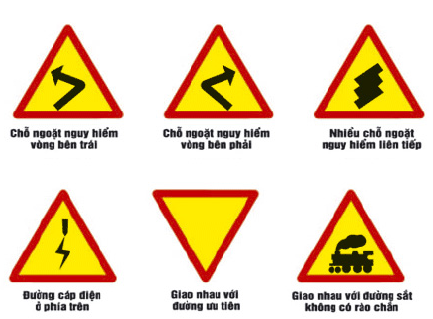 Chỗ ngoặt nguy hiểm
vòng bên trái
Chỗ ngoặt nguy hiểm
vòng bên phải
Nhiều chỗ ngoặt
nguy hiểm liên tiếp
Đường cáp điện
ở phía trên
Giao nhau với
đường ưu tiên
Giao nhau với đường sắt
không có rào chắn